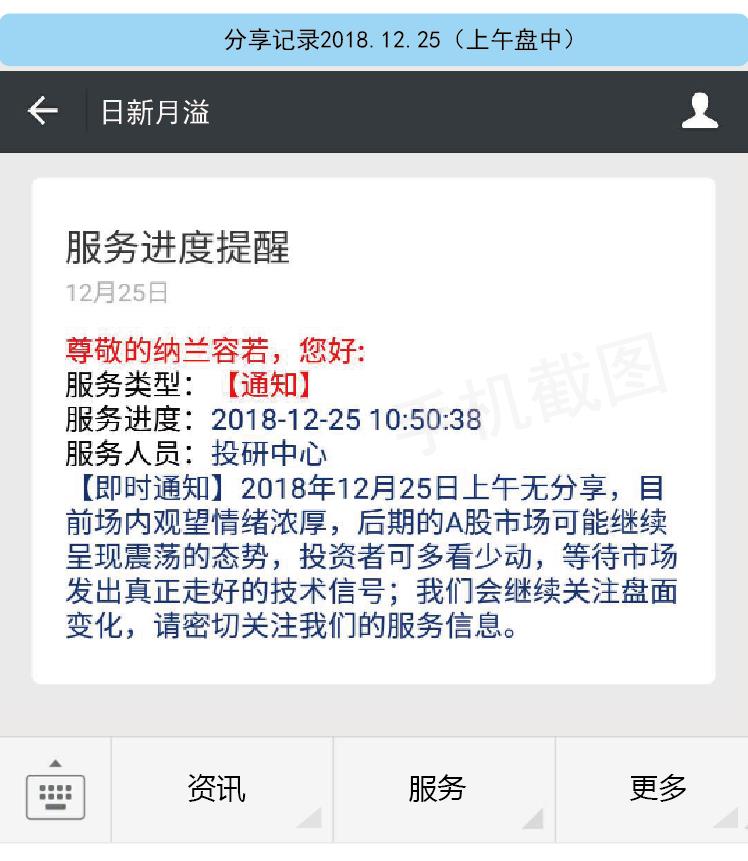 分享记录2018.12.25（上午盘中）
日新月溢
服务进度提醒
12月25日
尊敬的纳兰容若，您好:
服务类型：【通知】
服务进度：2018-12-25 10:50:38
服务人员：投研中心
【即时通知】2018年12月25日上午无分享，目
前场内观望情绪浓厚，后期的A股市场可能继续
呈现震荡的态势，投资者可多看少动，等待市场
发出真正走好的技术信号；我们会继续关注盘面
变化，请密切关注我们的服务信息。
手机截图
资讯
服务
更多